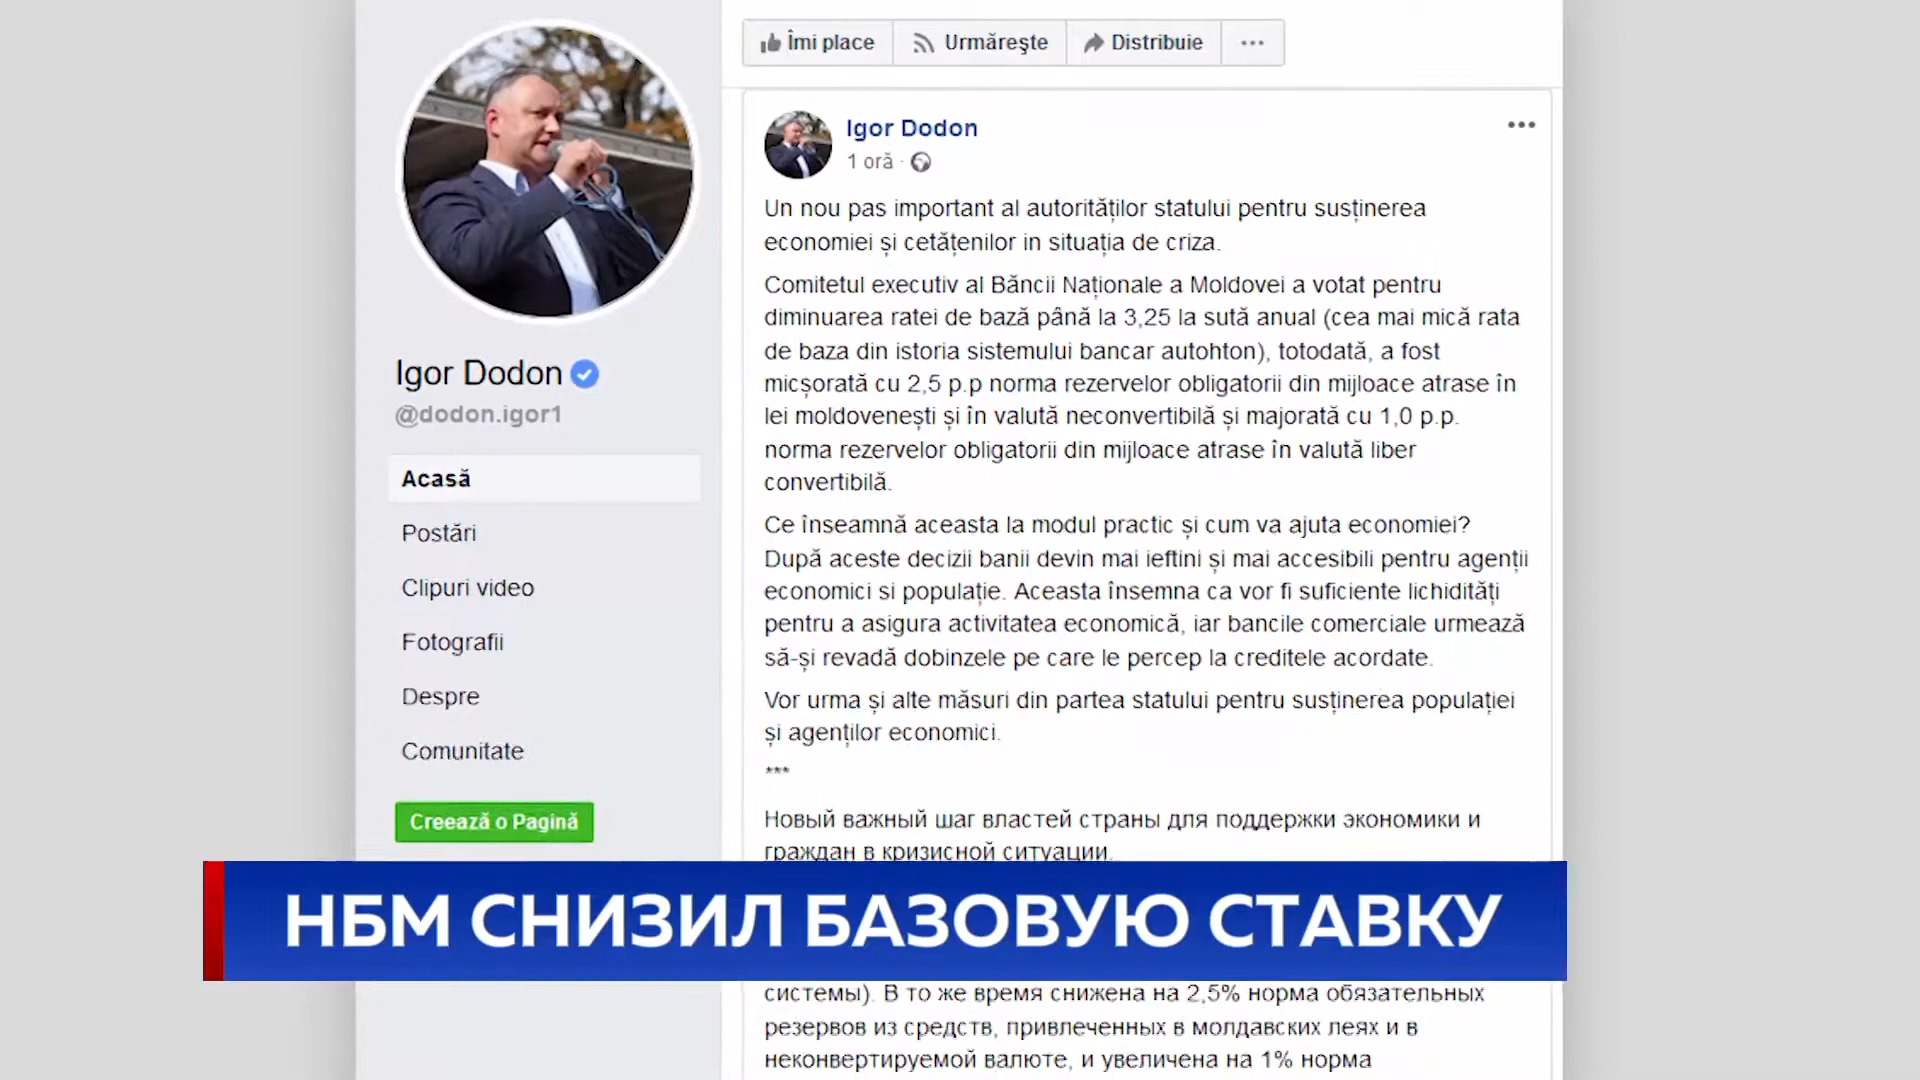 Îmi place
Urmărește
Distribuie
Igor Dodon
@dodon.igor1
Acasă
Postări
Clipuri video
Fotografii
Despre
Comunitate
Creează o Pagină
Igor Dodon
1 oră ·
Un nou pas important al autorităților statului pentru susținerea
economiei și cetățenilor in situația de criza.
Comitetul executiv al Băncii Naționale a Moldovei a votat pentru
diminuarea ratei de bază până la 3,25 la sută anual (cea mai mică rata
de baza din istoria sistemului bancar autohton), totodată, a fost
micșorată cu 2,5 p.p norma rezervelor obligatorii din mijloace atrase în
lei moldovenești și în valută neconvertibilă și majorată cu 1,0 p.p.
norma rezervelor obligatorii din mijloace atrase în valută liber
convertibilă.
Ce înseamnă aceasta la modul practic și cum va ajuta economiei?
După aceste decizii banii devin mai ieftini și mai accesibili pentru agenții
economici si populație. Aceasta însemna ca vor fi suficiente lichidități
pentru a asigura activitatea economică, iar bancile comerciale urmează
să-și revadă dobinzele pe care le percep la creditele acordate.
Vor urma și alte măsuri din partea statului pentru susținerea populației
și agenților economici.
***
Новый важный шаг властей страны для поддержки экономики и
граждан в кризисной ситуации.
НБМ СНИЗИЛ БАЗОВУЮ СТАВКУ
системы). В то же время снижена на 2,5% норма обязательных
резервов из средств, привлеченных в молдавских леях и в
неконвертируемой валюте, и увеличена на 1% норма